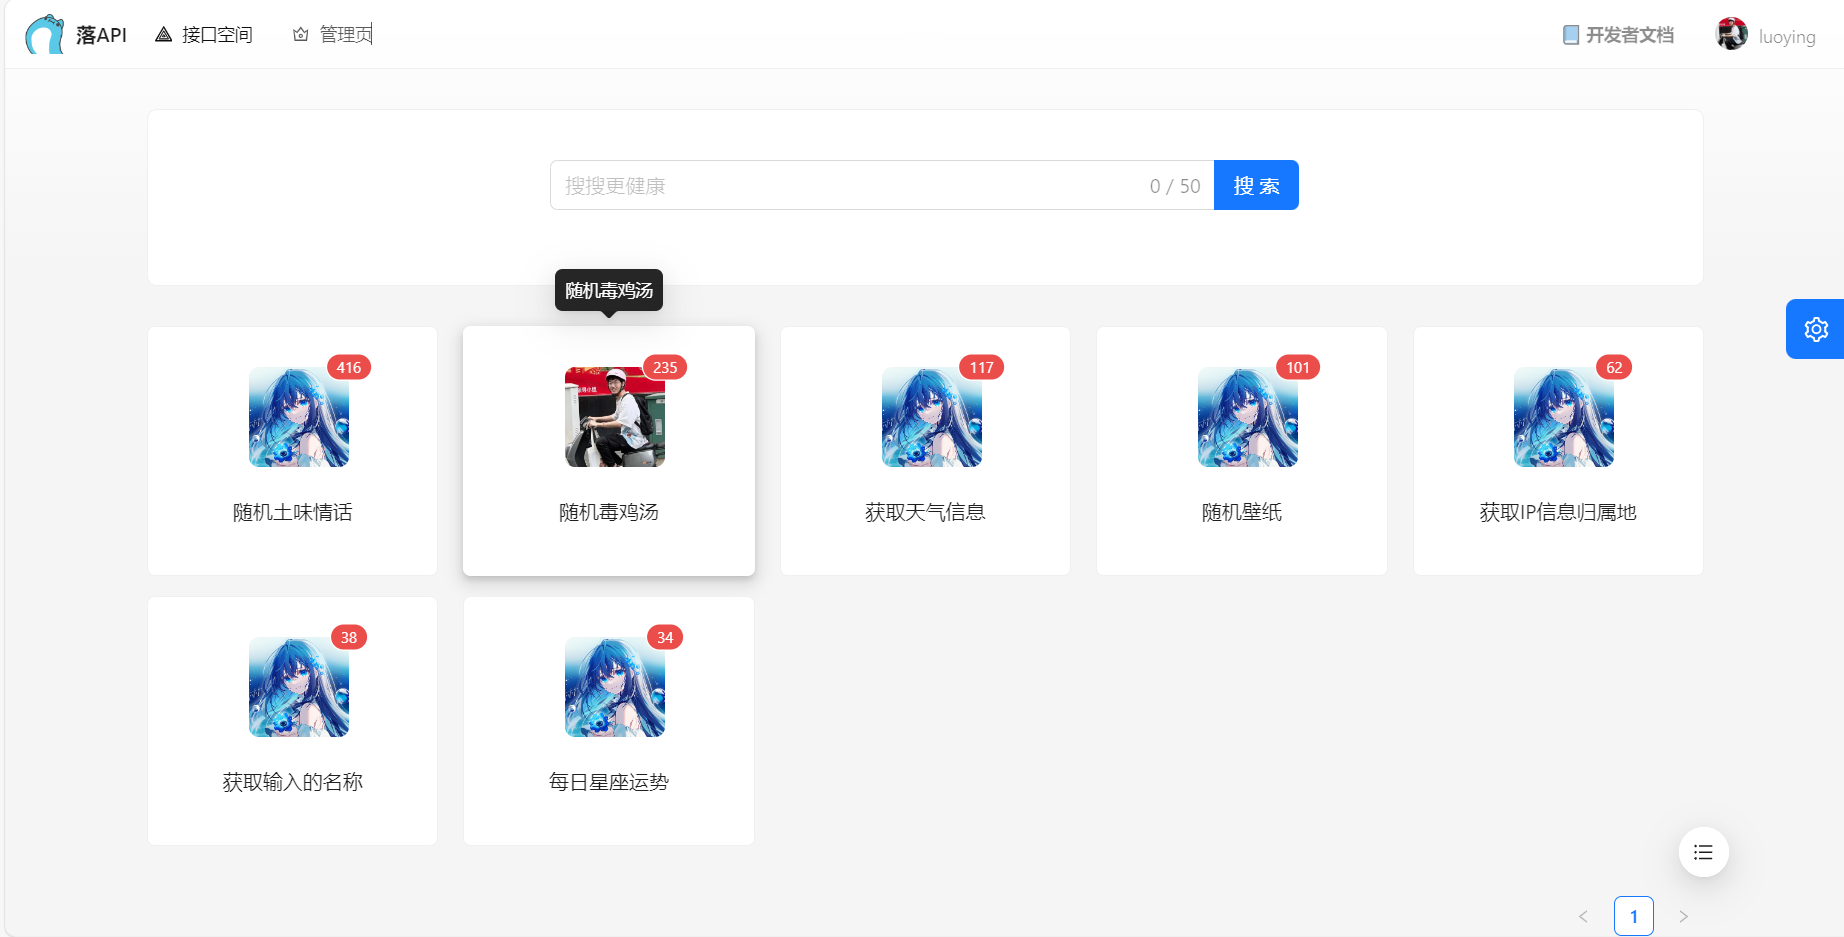 落API
接口空间
管理页
开发者文档
luoying
搜搜更健康
0 / 50
搜 索
随机毒鸡汤
416
235
117
101
62
随机土味情话
随机毒鸡汤
获取天气信息
随机壁纸
获取IP信息归属地
38
34
获取输入的名称
每日星座运势
1